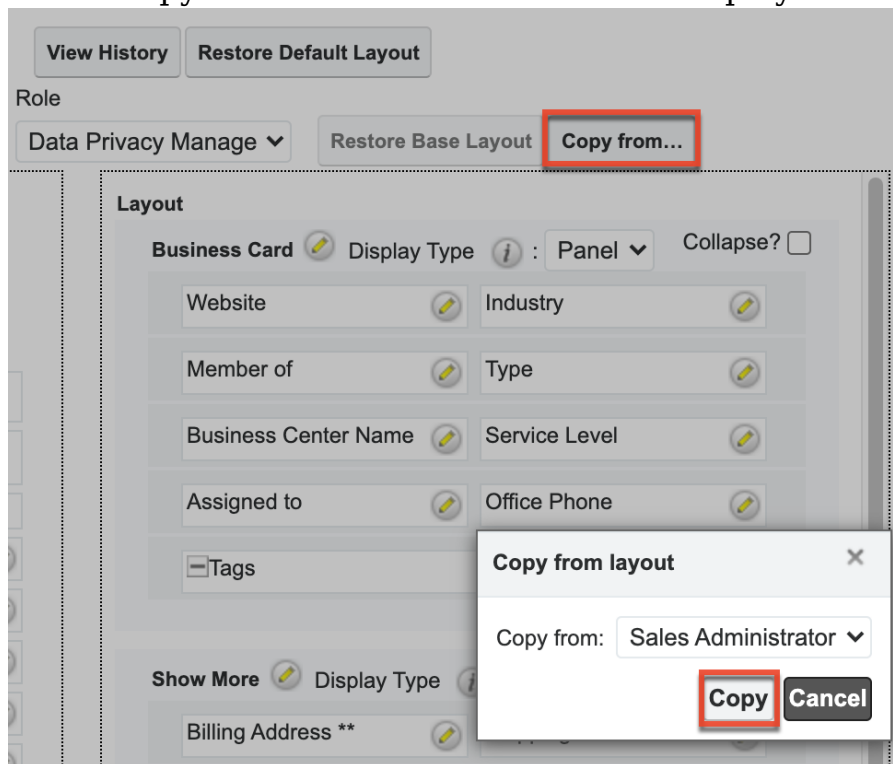 View History Restore Default Layout
Role
Data Privacy Manage Restore Base Layout Copy from...
Layout
Business Card Display Type i : Panel Collapse?
Website Industry
Member of Type
Business Center Name Service Level
Assigned to Office Phone
Tags
Copy from layout ×
Copy from: Sales Administrator
Copy Cancel
Show More Display Type
Billing Address **